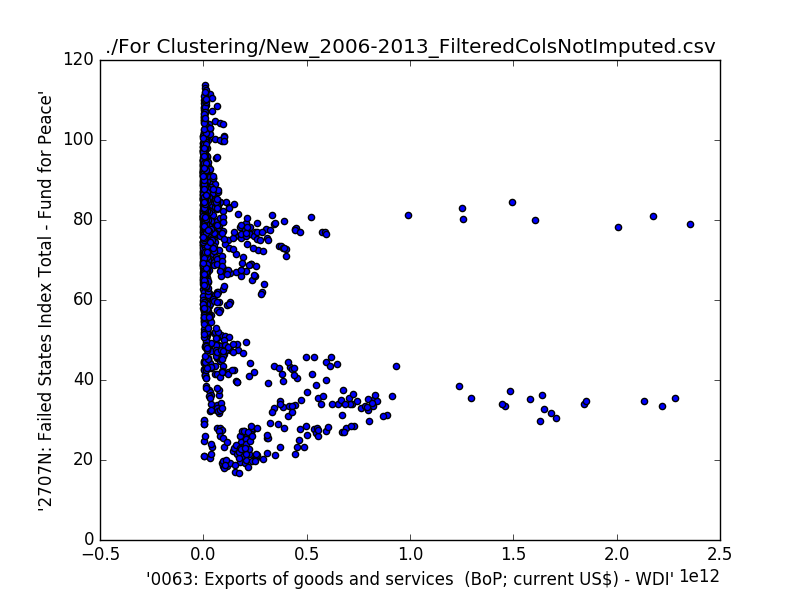 ./For Clustering/New_2006-2013_FilteredColsNotImputed.csv
120
100
80
60
40
20
0
'2707N: Failed States Index Total - Fund for Peace'
−0.5 0.0 0.5 1.0 1.5 2.0 2.5
1e12
'0063: Exports of goods and services  (BoP; current US$) - WDI'